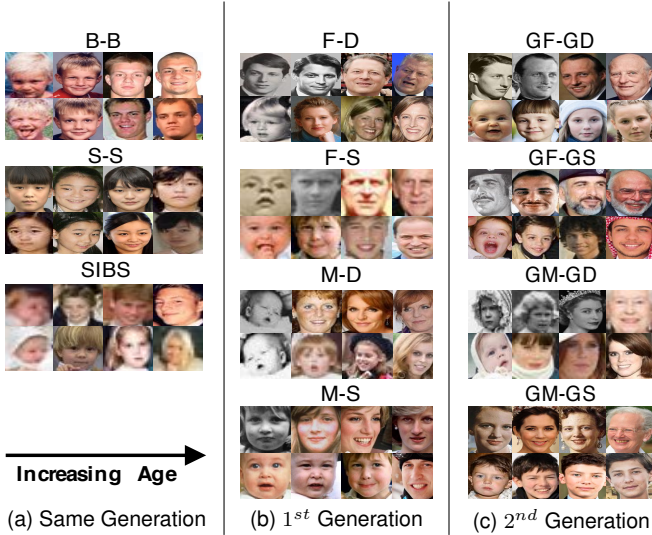 B-B
S-S
SIBS
Increasing Age
(a) Same Generation
F-D
F-S
M-D
M-S
(b) 1st Generation
GF-GD
GF-GS
GM-GD
GM-GS
(c) 2nd Generation